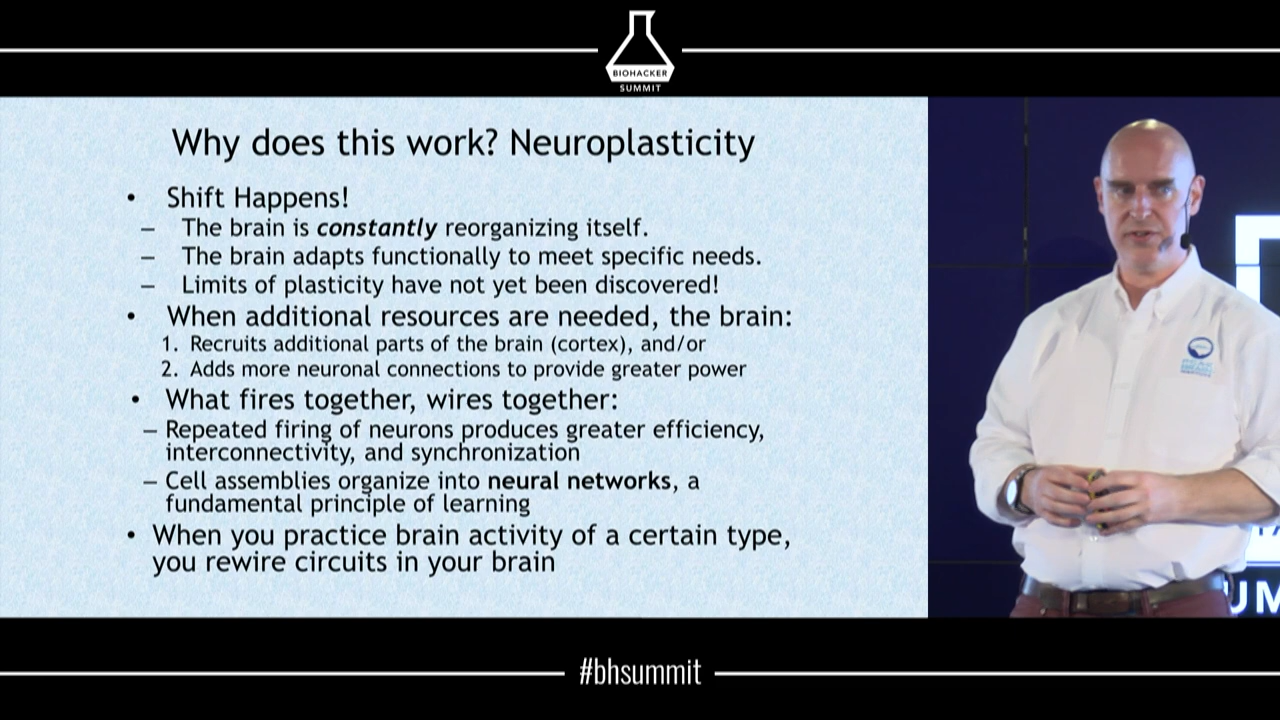 BIOHACKER
SUMMIT
Why does this work? Neuroplasticity
• Shift Happens!
– The brain is constantly reorganizing itself.
– The brain adapts functionally to meet specific needs.
– Limits of plasticity have not yet been discovered!
• When additional resources are needed, the brain:
1. Recruits additional parts of the brain (cortex), and/or
2. Adds more neuronal connections to provide greater power
• What fires together, wires together:
– Repeated firing of neurons produces greater efficiency,
interconnectivity, and synchronization
– Cell assemblies organize into neural networks, a
fundamental principle of learning
• When you practice brain activity of a certain type,
you rewire circuits in your brain
PEAK
BRAIN
UM
#bhsummit